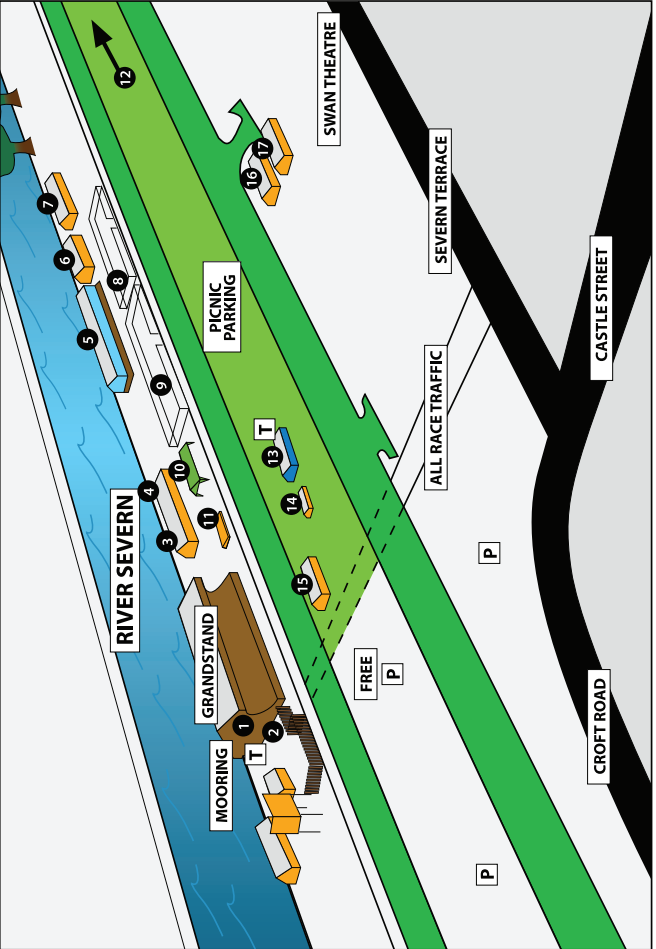 SWAN THEATRE
12
17
16
7
6
8
5
9
SEVERN TERRACE
CASTLE STREET
PICNIC
PARKING
ALL RACE TRAFFIC
T
13
14
15
10
11
4
3
RIVER SEVERN
GRANDSTAND
1
2
MOORING
T
FREE
P
P
P
CROFT ROAD